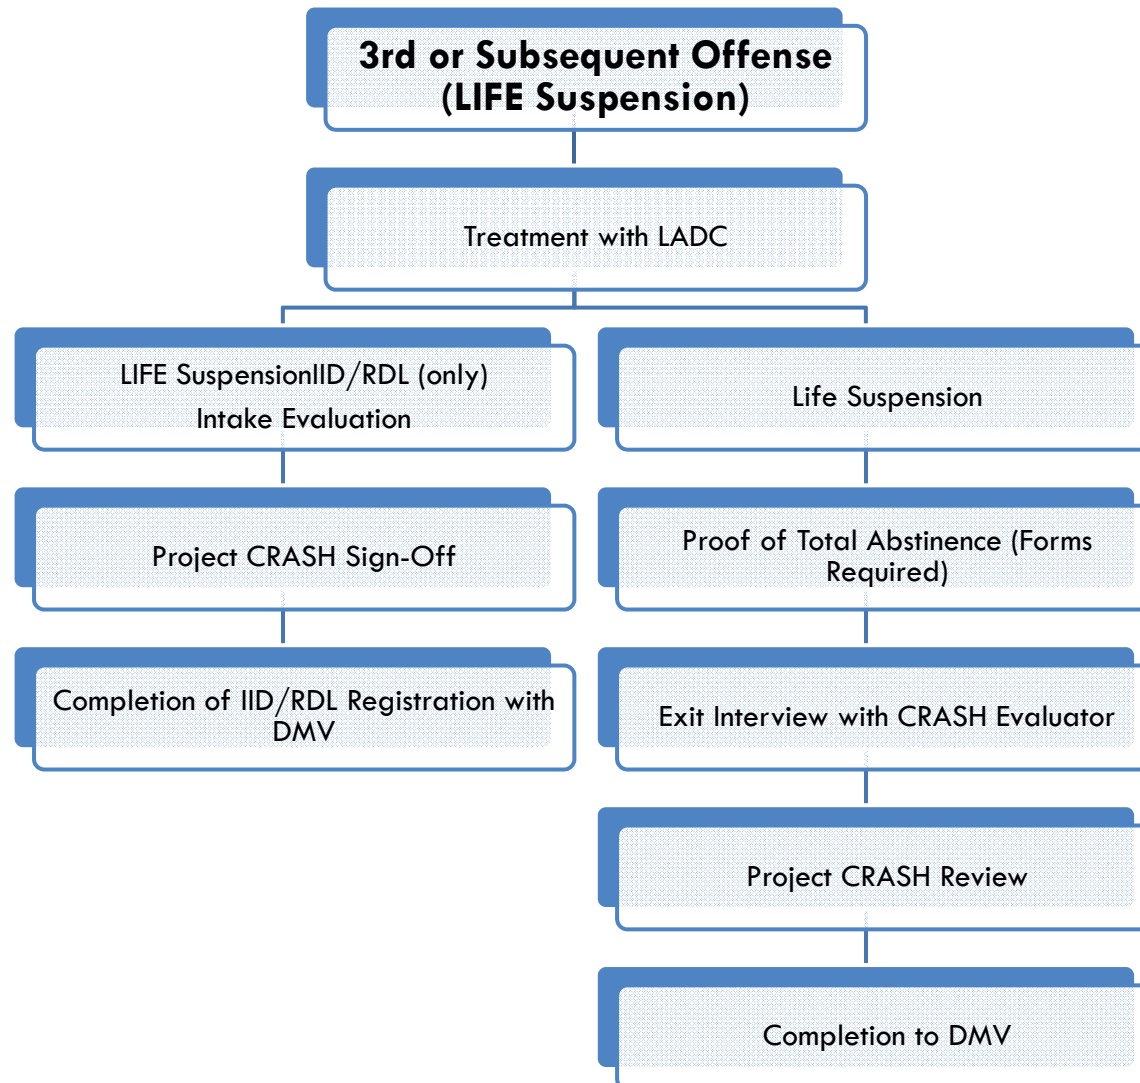 3rd or Subsequent Offense
(LIFE Suspension)
Treatment with LADC
LIFE SuspensionIID/RDL (only)
Intake Evaluation
Project CRASH Sign-Off
Completion of IID/RDL Registration with
DMV
Life Suspension
Proof of Total Abstinence (Forms
Required)
Exit Interview with CRASH Evaluator
Project CRASH Review
Completion to DMV